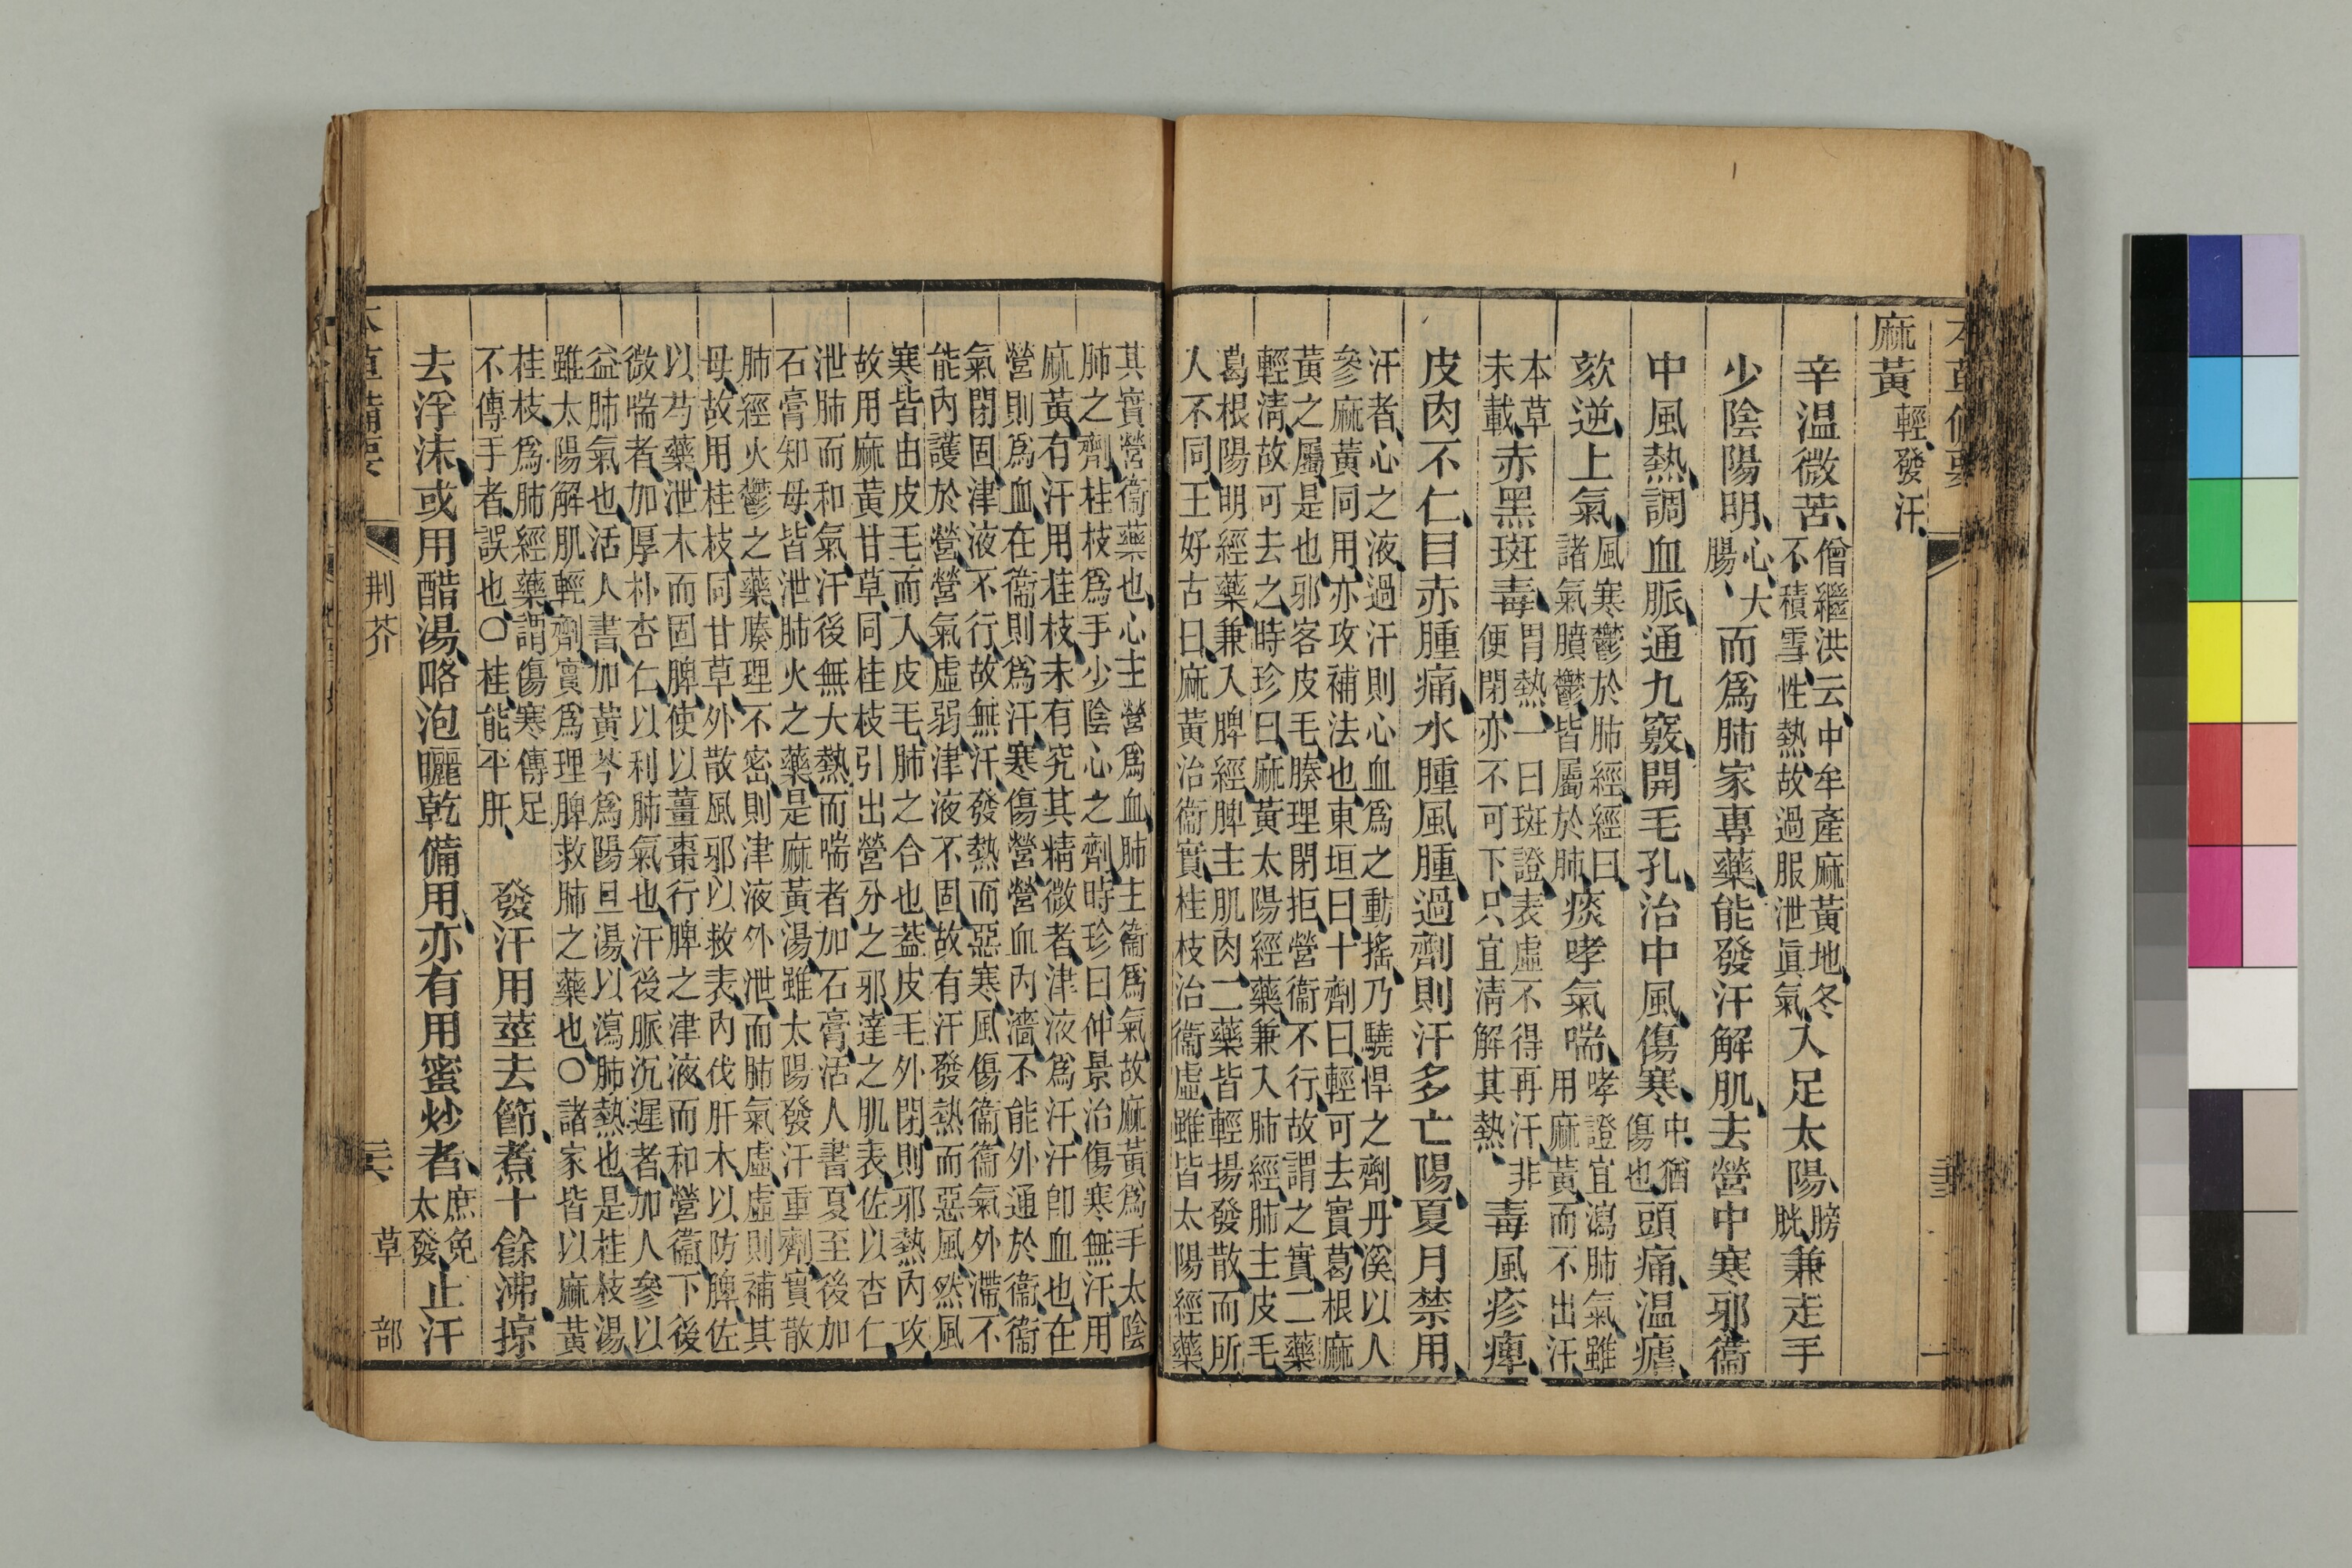 麻黃輕發汗
辛温微苦僧繼洪云中牟產麻黃地冬
不積雪性熱故過服泄眞氣入足太陽膀
胱兼走手
少陰陽明心大
腸而爲肺家專藥能發汗解肌去營中寒邪衞
中風熱調血脈通九竅開毛孔治中風傷寒中猶
傷也頭痛温瘧
欬逆上氣風寒鬱於肺經經曰
諸氣膹鬱皆屬於肺痰哮氣喘哮證宜瀉肺氣雖
用麻黃而不出汗
本草
未載赤黑斑毒胃熱一曰斑證表虛不得再汗非
便閉亦不可下只宜淸解其熱毒風疹痺
皮肉不仁目赤腫痛水腫風腫過劑則汗多亡陽夏月禁用
汗者心之液過汗則心血爲之動搖乃驍悍之劑丹溪以人
參麻黃同用亦攻補法也東垣曰十劑曰輕可去實葛根麻
黃之屬是也邪客皮毛腠理閉拒營衞不行故謂之實二藥
輕淸故可去之時珍曰麻黃太陽經藥兼入肺經肺主皮毛
葛根陽明經藥兼入脾經脾主肌肉二藥皆輕揚發散而所
人不同王好古曰麻黃治衞實桂枝治衞虛雖皆太陽經藥
其實營衞藥也心主營爲血肺主衞爲氣故麻黃爲手太陰
肺之劑桂枝爲手少陰心之劑時珍曰仲景治傷寒無汗用
麻黃有汗用桂枝未有究其精微者津液爲汗汗卽血也在
營則爲血在衞則爲汗寒傷營營血內濇不能外通於衞衞
氣閉固津液不行故無汗發熱而惡寒風傷衞衞氣外滯不
能內護於營營氣虛弱津液不固故有汗發熱而惡風然風
寒皆由皮毛而入皮毛肺之合也葢皮毛外閉則邪熱內攻
故用麻黃甘草同桂枝引出營分之邪達之肌表佐以杏仁
泄肺而和氣汗後無大熱而喘者加石膏活人書夏至後加
石膏知母皆泄肺火之藥是麻黃湯雖太陽發汗重劑實散
肺經火鬱之藥腠理不密則津液外泄而肺氣虛虛則補其
母故用桂枝同甘草外散風邪以救表內伐肝木以防脾佐
以芍藥泄木而固脾使以薑棗行脾之津液而和營衞下後
微喘者加厚朴杏仁以利肺氣也汗後脈沉遲者加人參以
益肺氣也活人書加黃芩爲陽旦湯以瀉肺熱也是桂枝湯
雖太陽解肌輕劑實爲理脾救肺之藥也〇諸家皆以麻黃
桂枝爲肺經藥謂傷寒傳足
不傳手者誤也〇桂能平肝發汗用莖去節煮十餘沸掠
去浮沫或用醋湯略泡曬乾備用亦有用蜜炒者庶免
太發止汗
荆芥
草部